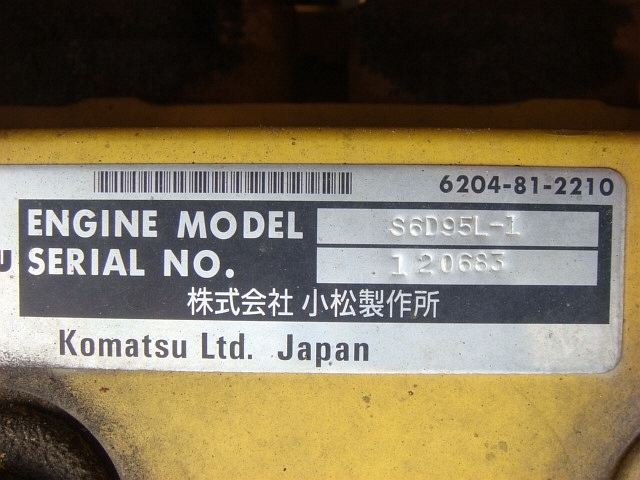 6204-81-2210
ENGINE MODEL S6D95L-1
SERIAL NO. 120683
株式会社 小松製作所
Komatsu Ltd. Japan